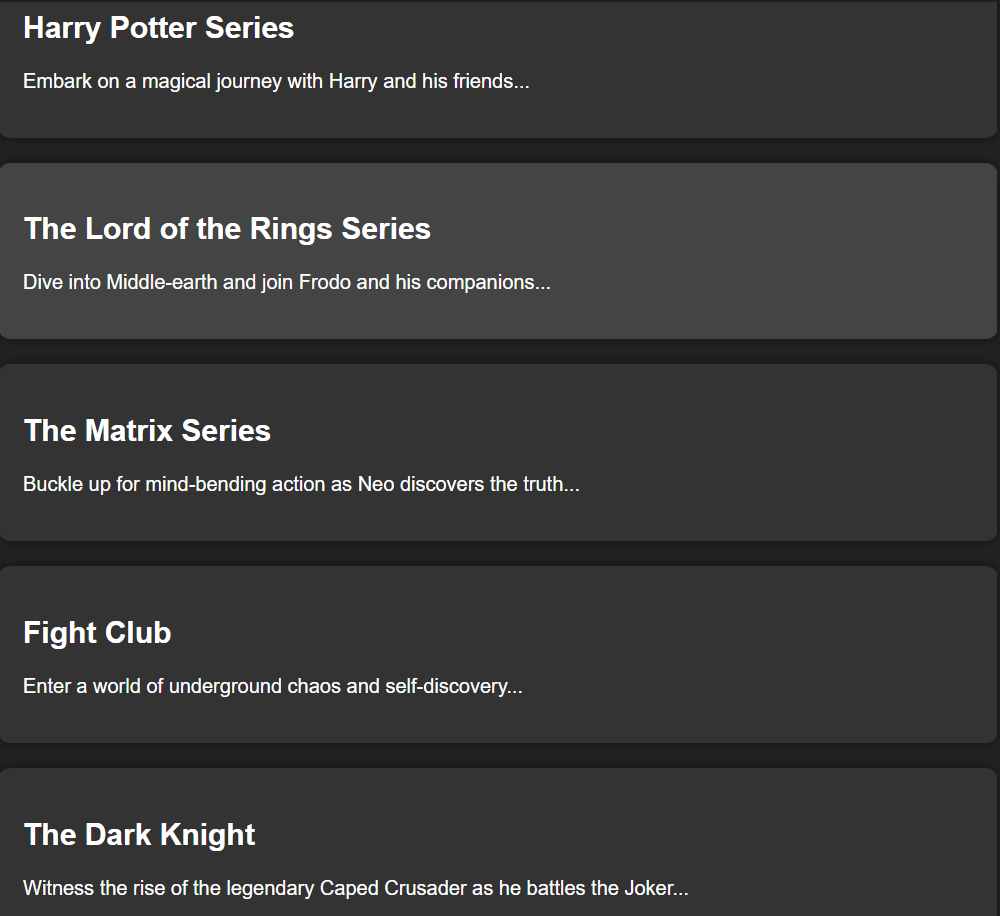 Harry Potter Series
Embark on a magical journey with Harry and his friends...
The Lord of the Rings Series
Dive into Middle-earth and join Frodo and his companions...
The Matrix Series
Buckle up for mind-bending action as Neo discovers the truth...
Fight Club
Enter a world of underground chaos and self-discovery...
The Dark Knight
Witness the rise of the legendary Caped Crusader as he battles the Joker...